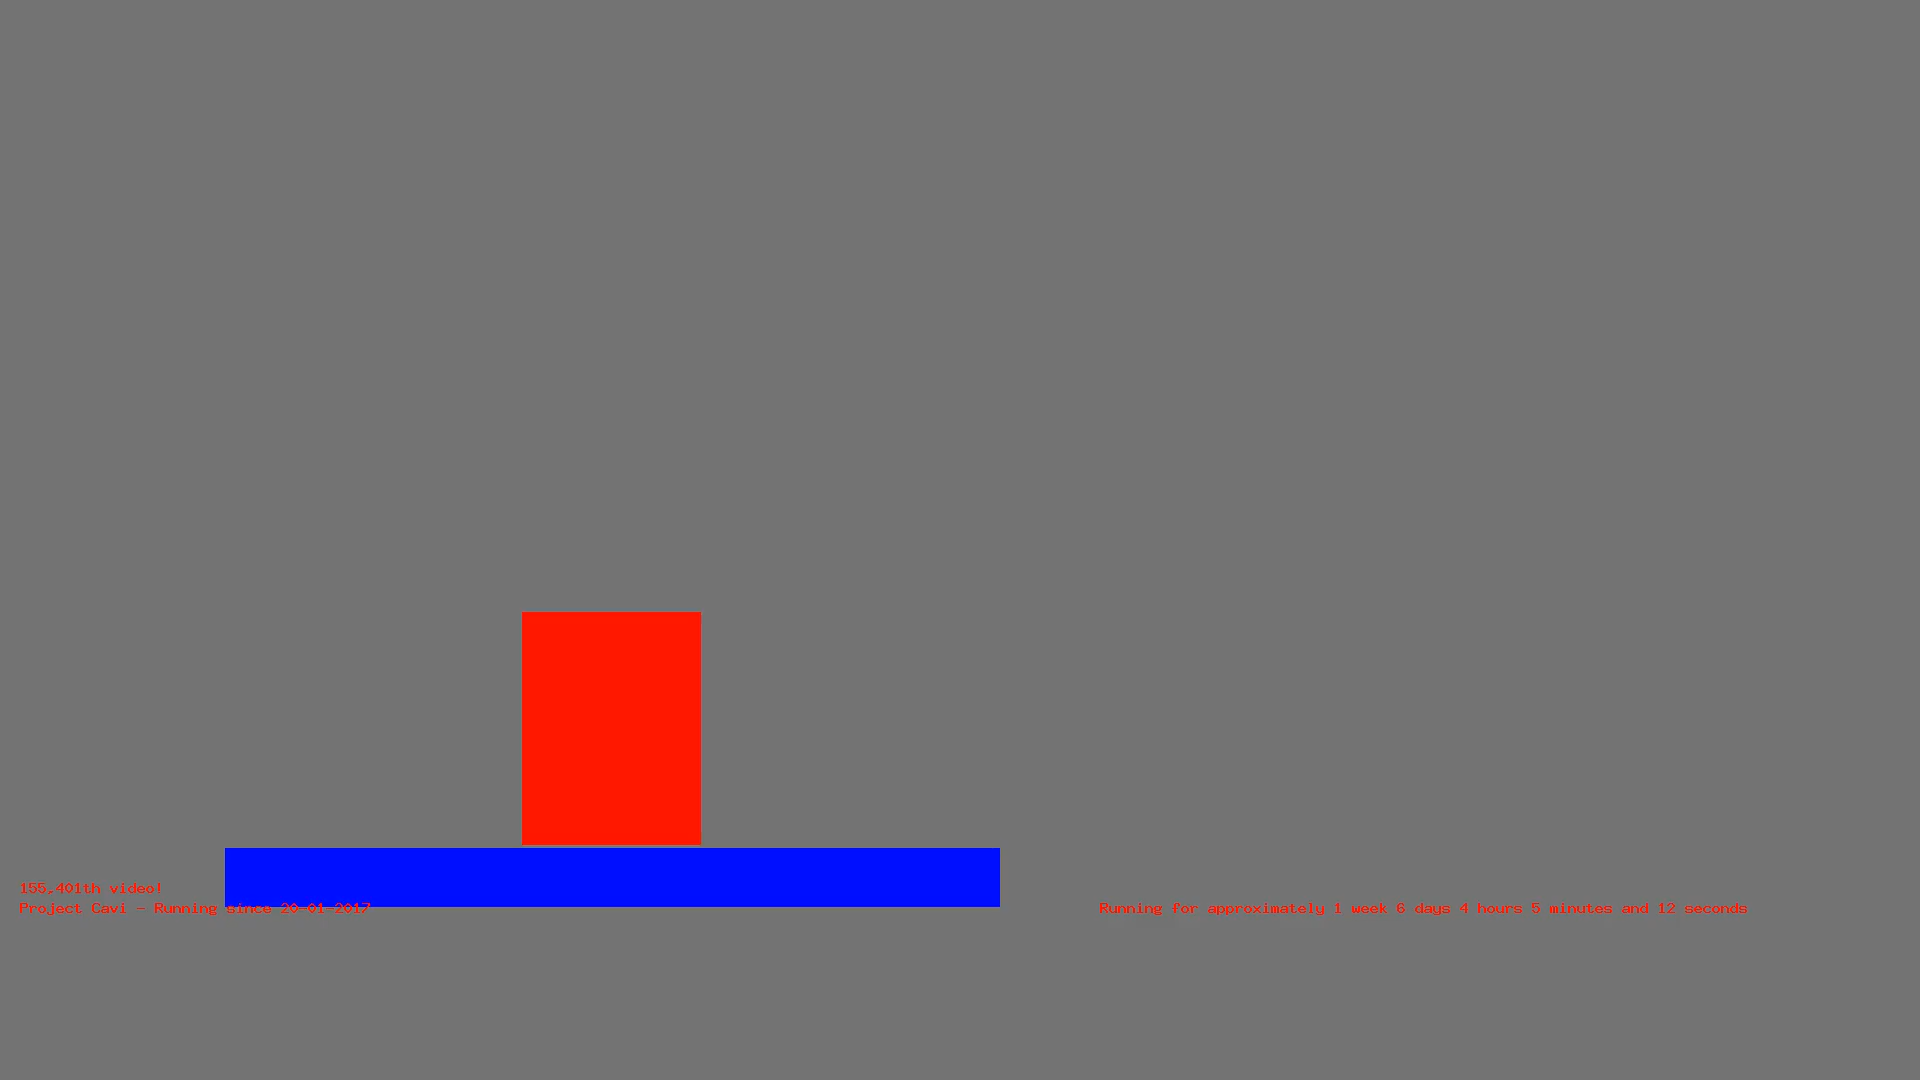 155,401th video!
Project Cavi - Running since 20-01-2017
Running for approximately 1 week 6 days 4 hours 5 minutes and 12 seconds